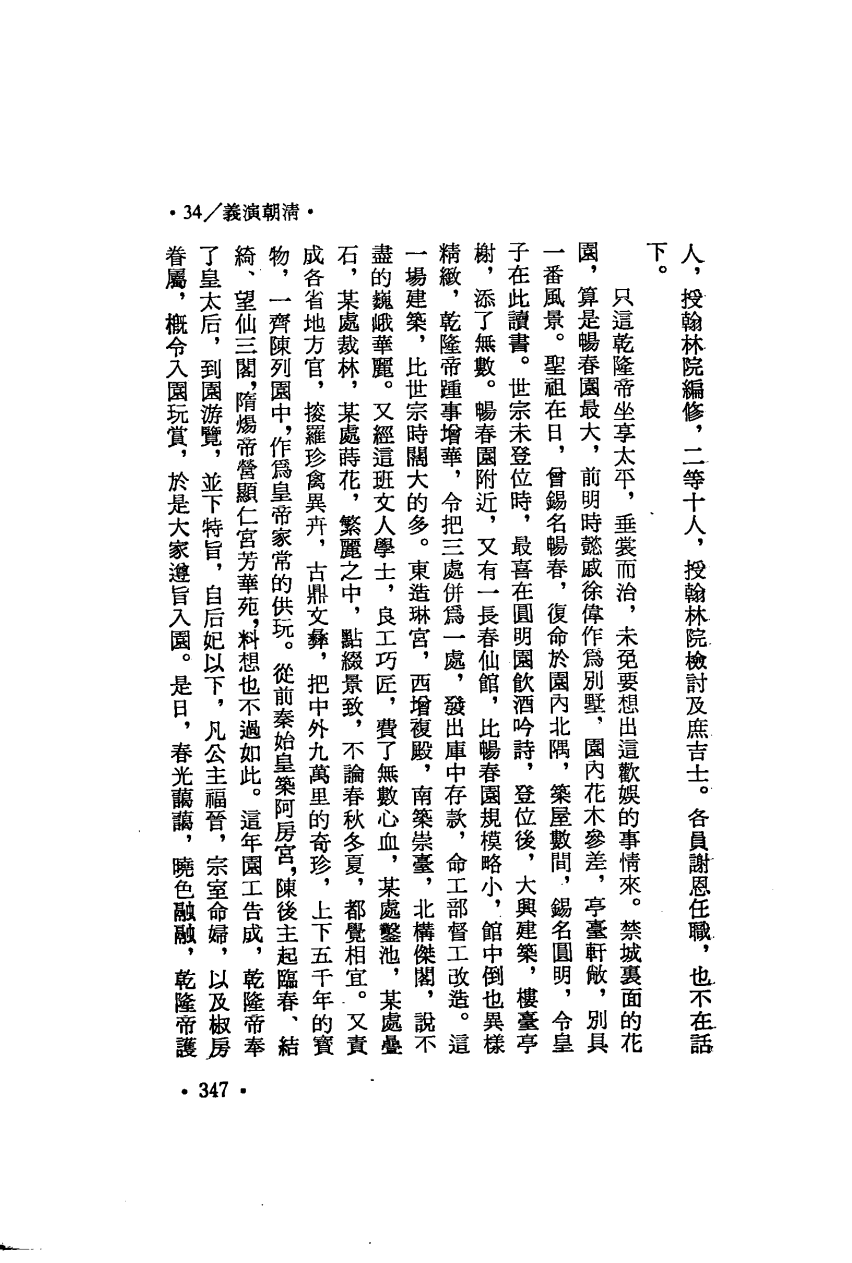 ·34／義演朝清·
人，授翰林院編修，二等十人，授翰林院檢討及庶吉士。各員謝恩任職，也不在話
下。
只這乾隆帝坐享太平，垂裳而治，未免要想出這歡娛的事情來。禁城裏面的花
園，算是暢春園最大，前明時懿戚徐偉作爲別墅，園內花木參差，亭臺軒敞，別具
一番風景。聖祖在日，曾錫名暢春，復命於園內北隅，築屋數間，錫名圓明，令皇
子在此讀書。世宗未登位時，最喜在圓明園飲酒吟詩，登位後，大興建築，樓臺亭
榭，添了無數。暢春園附近，又有一長春仙館，比暢春園規模略小，館中倒也異樣
精緻，乾隆帝踵事增華，令把三處併爲一處，發出庫中存款，命工部督工改造。這
一場建築，比世宗時闊大的多。東造琳宮，西增複殿，南築崇臺，北構傑閣，說不
盡的巍峨華麗。又經這班文人學士，良工巧匠，費了無數心血，某處鑿池，某處疊
石，某處裁林，某處蒔花，繁麗之中，點綴景致，不論春秋冬夏，都覺相宜。又責
成各省地方官，搜羅珍禽異卉，古鼎文彝，把中外九萬里的奇珍，上下五千年的寶
物，一齊陳列園中，作爲皇帝家常的供玩。從前秦始皇築阿房宮，陳後主起臨春、結
綺、望仙三閣，隋煬帝營顯仁宮芳華苑，料想也不過如此。這年園工告成，乾隆帝奉
了皇太后，到園游覽，並下特旨，自后妃以下，凡公主福晉，宗室命婦，以及椒房
眷屬，概令入園玩賞，於是大家遵旨入園。是日，春光藹藹，曉色融融，乾隆帝護
·347·